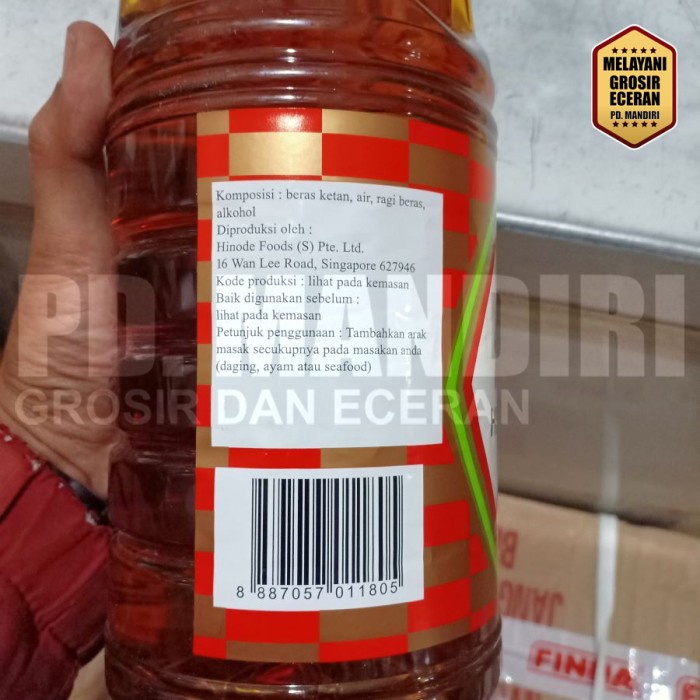 MELAYANI
GROSIR
ECERAN
PD. MANDIRI
Komposisi : beras ketan, air, ragi beras,
alkohol
Diproduksi oleh :
Hinode Foods (S) Pte. Ltd.
16 Wan Lee Road, Singapore 627946
Kode produksi : lihat pada kemasan
Baik digunakan sebelum :
lihat pada kemasan
Petunjuk penggunaan : Tambahkan arak
masak secukupnya pada masakan anda
(daging, ayam atau seafood)
PD. MANDIRI
GROSIR DAN ECERAN
8 887057 011805
JANG
FINNA